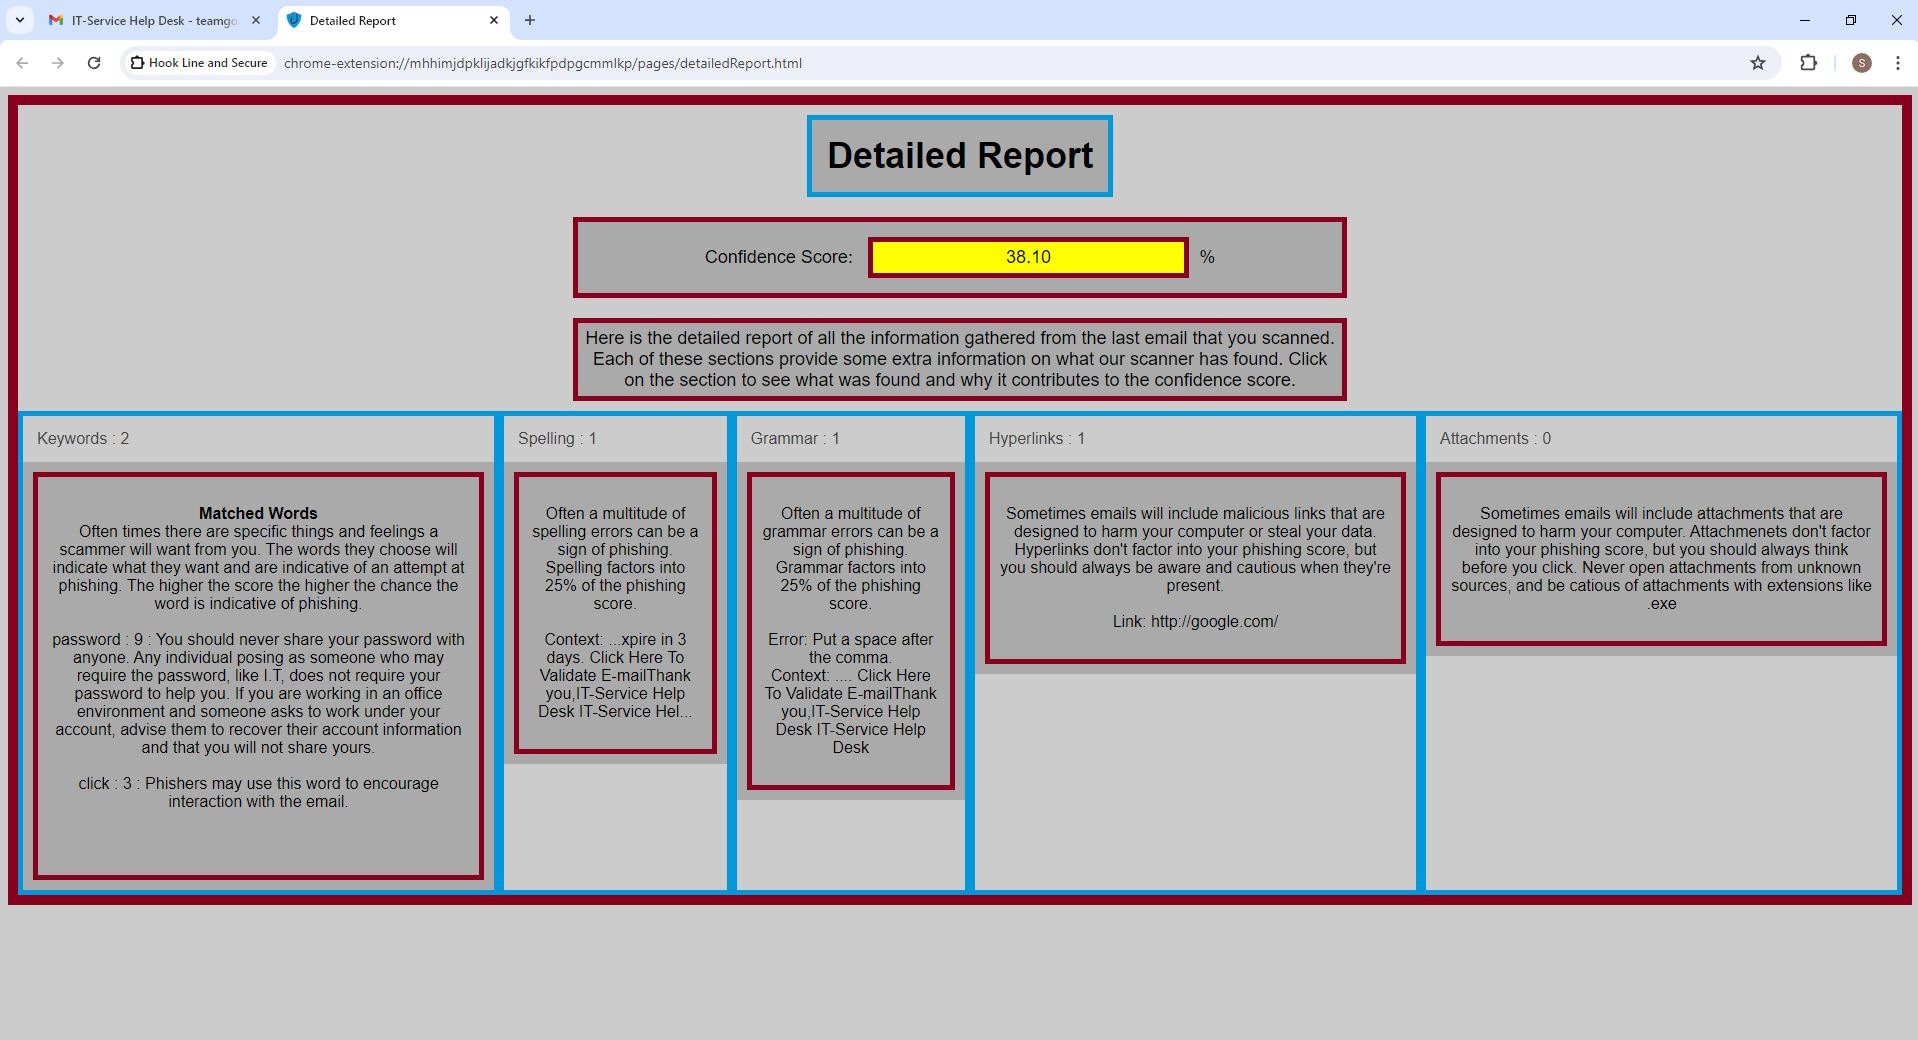 IT-Service Help Desk - teamgo
Detailed Report
Hook Line and Secure
chrome-extension://mhhimjdpklijadkjgfkikfpdpgcmmlkp/pages/detailedReport.html
S
Detailed Report
Confidence Score:
38.10
%
Here is the detailed report of all the information gathered from the last email that you scanned.
Each of these sections provide some extra information on what our scanner has found. Click
on the section to see what was found and why it contributes to the confidence score.
Keywords : 2
Matched Words
Often times there are specific things and feelings a
scammer will want from you. The words they choose will
indicate what they want and are indicative of an attempt at
phishing. The higher the score the higher the chance the
word is indicative of phishing.
password : 9 : You should never share your password with
anyone. Any individual posing as someone who may
require the password, like I.T, does not require your
password to help you. If you are working in an office
environment and someone asks to work under your
account, advise them to recover their account information
and that you will not share yours.
click : 3 : Phishers may use this word to encourage
interaction with the email.
Spelling : 1
Often a multitude of
spelling errors can be a
sign of phishing.
Spelling factors into
25% of the phishing
score.
Context: ...xpire in 3
days. Click Here To
Validate E-mailThank
you,IT-Service Help
Desk IT-Service Hel...
Grammar : 1
Often a multitude of
grammar errors can be a
sign of phishing.
Grammar factors into
25% of the phishing
score.
Error: Put a space after
the comma.
Context: .... Click Here
To Validate E-mailThank
you,IT-Service Help
Desk IT-Service Help
Desk
Hyperlinks : 1
Sometimes emails will include malicious links that are
designed to harm your computer or steal your data.
Hyperlinks don't factor into your phishing score, but
you should always be aware and cautious when they're
present.
Link: http://google.com/
Attachments : 0
Sometimes emails will include attachments that are
designed to harm your computer. Attachmenets don't factor
into your phishing score, but you should always think
before you click. Never open attachments from unknown
sources, and be catious of attachments with extensions like
.exe